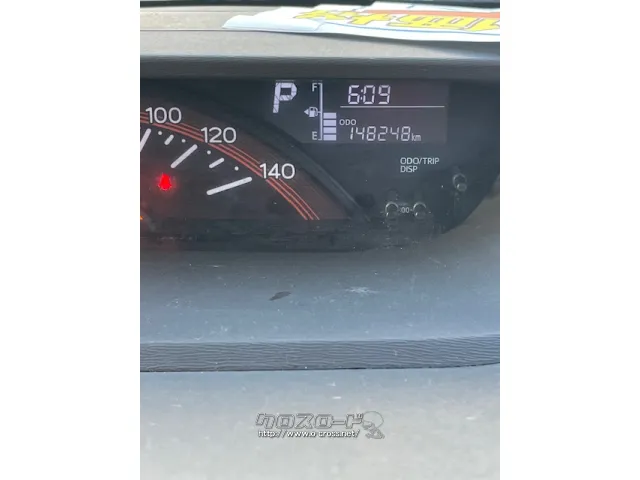 P
F
6:09
E
ODO
148248km
100
120
140
ODO/TRIP
DISP
クロスロード
http://www.o-cross.net/